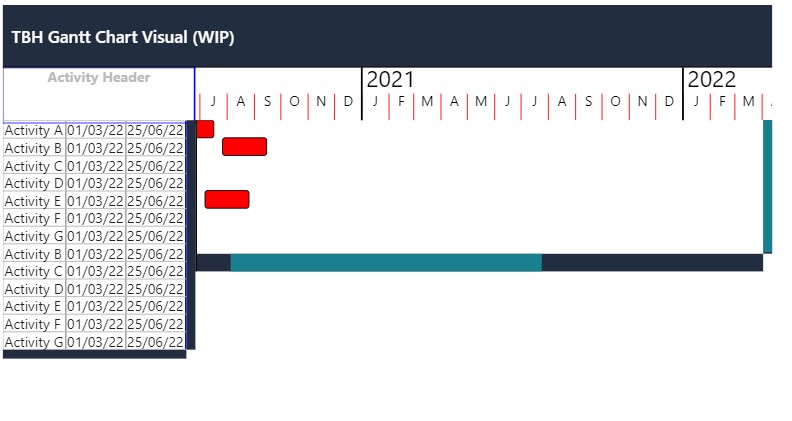 TBH Gantt Chart Visual (WIP)
Activity Header
2021 2022
J A S O N D J F M A M J J A S O N D J F M
Activity A 01/03/22 25/06/22
Activity B 01/03/22 25/06/22
Activity C 01/03/22 25/06/22
Activity D 01/03/22 25/06/22
Activity E 01/03/22 25/06/22
Activity F 01/03/22 25/06/22
Activity G 01/03/22 25/06/22
Activity B 01/03/22 25/06/22
Activity C 01/03/22 25/06/22
Activity D 01/03/22 25/06/22
Activity E 01/03/22 25/06/22
Activity F 01/03/22 25/06/22
Activity G 01/03/22 25/06/22